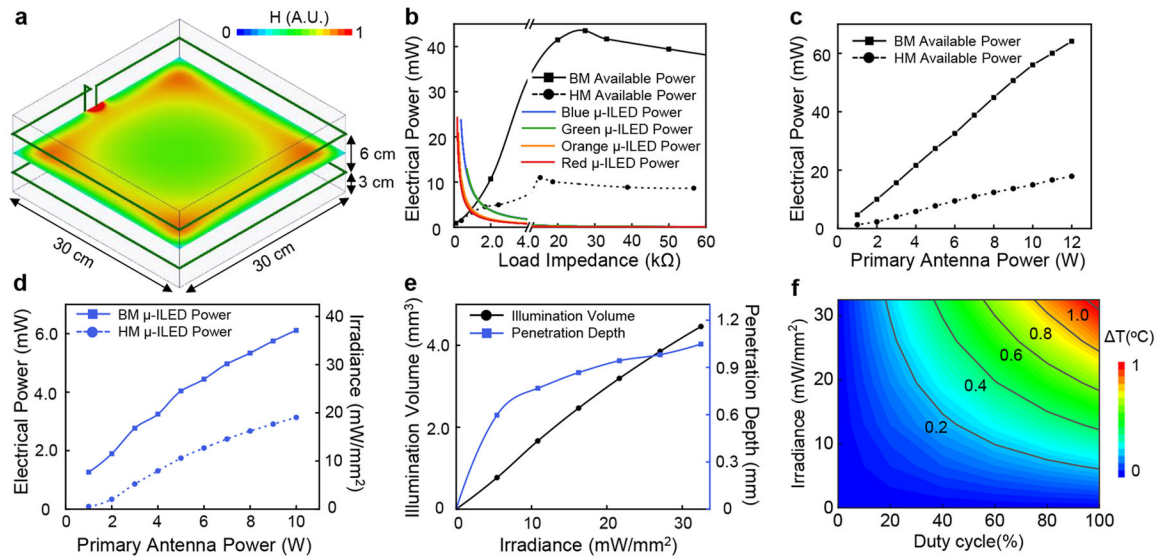 a
H (A.U.)
0
1
6 cm
3 cm
30 cm
30 cm
b
Electrical Power (mW)
40
30
20
10
0
BM Available Power
HM Available Power
Blue μ-ILED Power
Green μ-ILED Power
Orange μ-ILED Power
Red μ-ILED Power
0
2.0
20
30
40
50
60
Load Impedance (kΩ)
c
Electrical Power (mW)
60
40
20
0
BM Available Power
HM Available Power
0
2
4
6
8
10
12
Primary Antenna Power (W)
d
Electrical Power (mW)
6.0
4.0
2.0
0
BM μ-ILED Power
HM μ-ILED Power
40
30
20
10
0
Irradiance (mW/mm²)
0
2
4
6
8
10
Primary Antenna Power (W)
e
Illumination Volume (mm³)
4.0
2.0
0
Illumination Volume
Penetration Depth
1.2
0.9
0.6
0.3
0
Penetration Depth (mm)
0
10
20
30
Irradiance (mW/mm²)
f
Irradiance (mW/mm²)
30
20
10
0
1.0
0.8
0.6
0.4
0.2
ΔT(ºC)
1
0
0
20
40
60
80
100
Duty cycle(%)